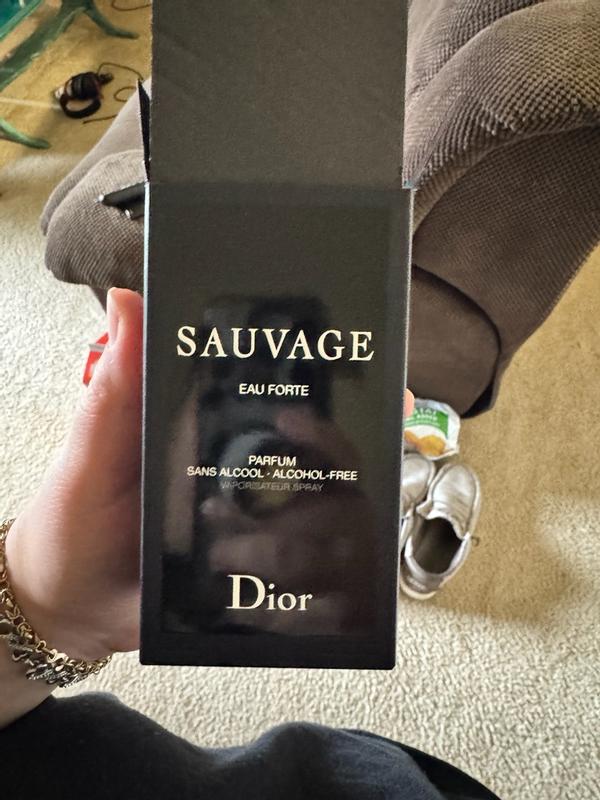 SAUVAGE
EAU FORTE
PARFUM
SANS ALCOOL · ALCOHOL-FREE
VAPORISATEUR SPRAY
Dior